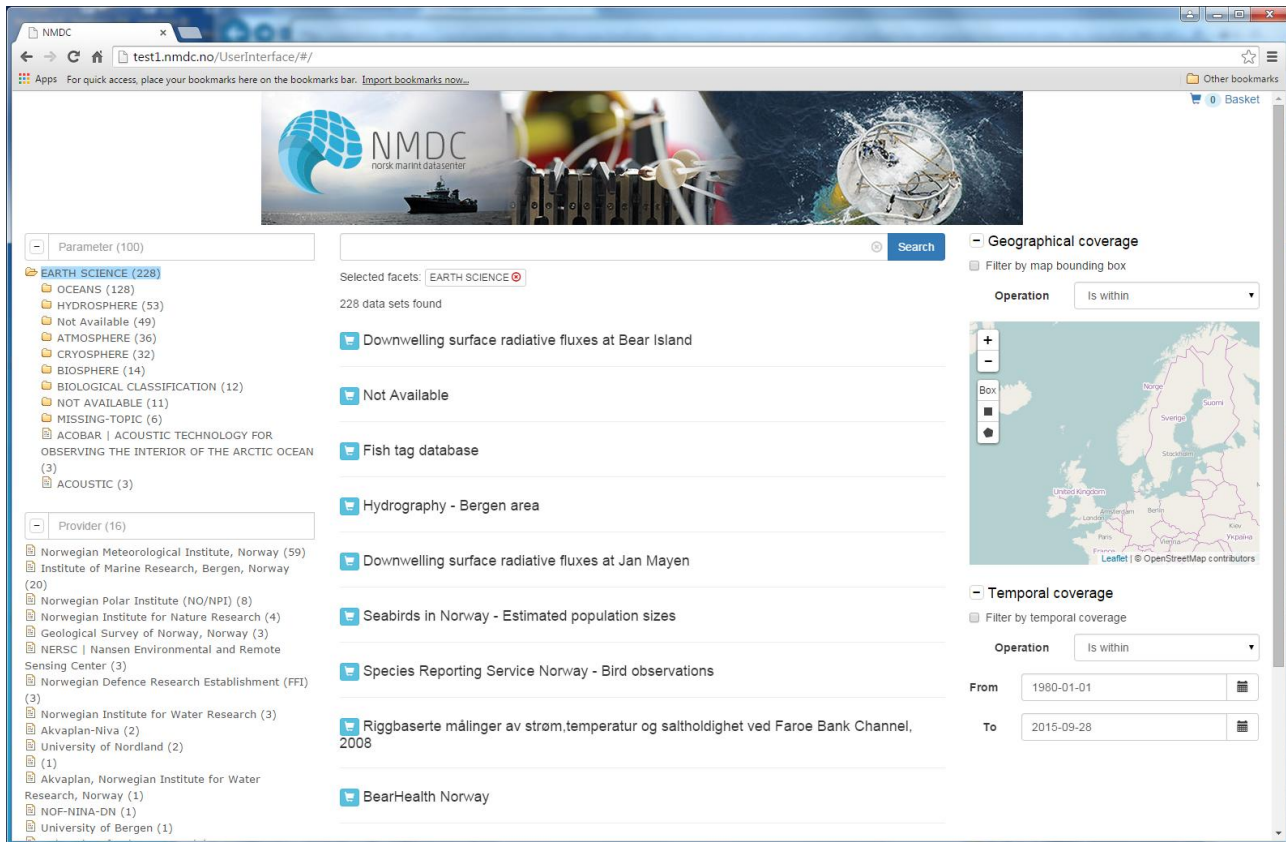 NMDC
test1.nmdc.no/UserInterface/#/
Apps For quick access, place your bookmarks here on the bookmarks bar. Import bookmarks now...
Other bookmarks
0 Basket
NMDC
norsk marint datasenter
Parameter (100)
EARTH SCIENCE (228)
OCEANS (128)
HYDROSPHERE (53)
Not Available (49)
ATMOSPHERE (36)
CRYOSPHERE (32)
BIOSPHERE (14)
BIOLOGICAL CLASSIFICATION (12)
NOT AVAILABLE (11)
MISSING-TOPIC (6)
ACOBAR | ACOUSTIC TECHNOLOGY FOR
OBSERVING THE INTERIOR OF THE ARCTIC OCEAN
(3)
ACOUSTIC (3)
Provider (16)
Norwegian Meteorological Institute, Norway (59)
Institute of Marine Research, Bergen, Norway
(20)
Norwegian Polar Institute (NO/NPI) (8)
Norwegian Institute for Nature Research (4)
Geological Survey of Norway, Norway (3)
NERSC | Nansen Environmental and Remote
Sensing Center (3)
Norwegian Defence Research Establishment (FFI)
(3)
Norwegian Institute for Water Research (3)
Akvaplan-Niva (2)
University of Nordland (2)
(1)
Akvaplan, Norwegian Institute for Water
Research, Norway (1)
NOF-NINA-DN (1)
University of Bergen (1)
Search
Selected facets: EARTH SCIENCE
228 data sets found
Downwelling surface radiative fluxes at Bear Island
Not Available
Fish tag database
Hydrography - Bergen area
Downwelling surface radiative fluxes at Jan Mayen
Seabirds in Norway - Estimated population sizes
Species Reporting Service Norway - Bird observations
Riggbaserte målinger av strøm,temperatur og saltholdighet ved Faroe Bank Channel,
2008
BearHealth Norway
Geographical coverage
Filter by map bounding box
Operation Is within
+
−
Box
Norge
Suomi
Sverige
Stockholm
United Kingdom
Amsterdam Berlin
London
Paris
Vienna
Kiev
Україна
France
Leaflet | © OpenStreetMap contributors
Temporal coverage
Filter by temporal coverage
Operation Is within
From 1980-01-01
To 2015-09-28